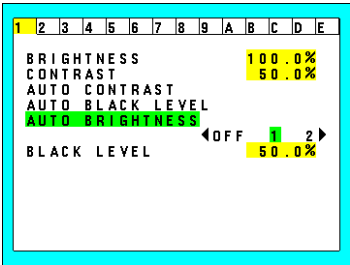 1 2 3 4 5 6 7 8 9 A B C D E
BRIGHTNESS 100.0%
CONTRAST 50.0%
AUTO CONTRAST
AUTO BLACK LEVEL
AUTO BRIGHTNESS
OFF 1 2
BLACK LEVEL 50.0%